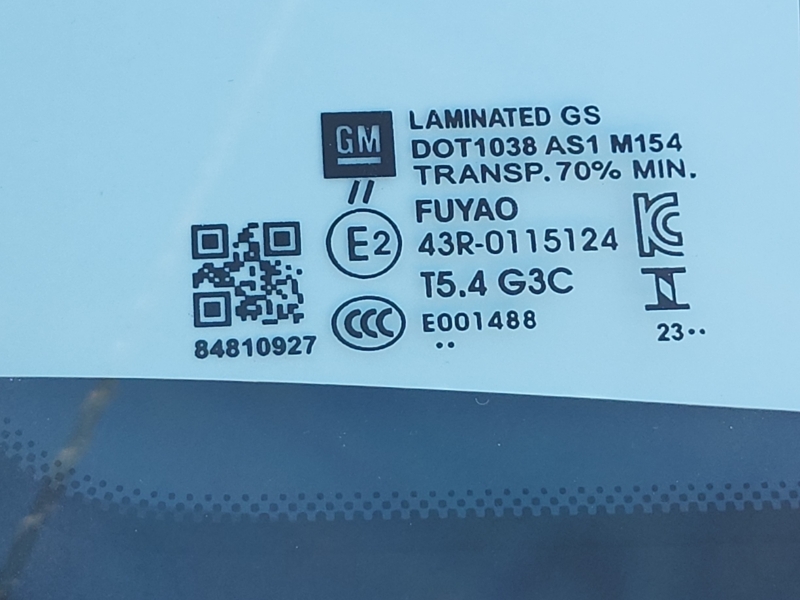 GM
LAMINATED GS
DOT1038 AS1 M154
TRANSP. 70% MIN.
//
FUYAO
E2
43R-0115124
KC
T5.4 G3C
CCC
E001488
..
I
84810927
23..